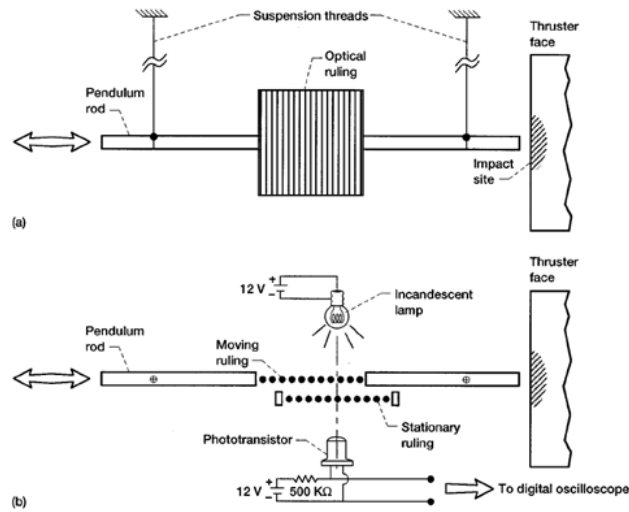 Suspension threads
Thruster
face
Optical
ruling
Pendulum
rod
Impact
site
(a)
Thruster
face
+
12 V
–
Incandescent
lamp
Pendulum
rod
Moving
ruling
Stationary
ruling
Phototransistor
+
12 V
–
500 KΩ
To digital oscilloscope
(b)